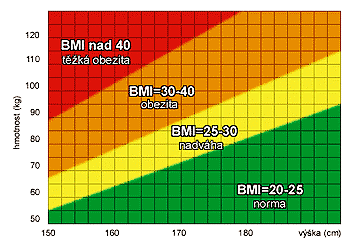 120
110
100
90
80
70
60
50
hmotnost (kg)
BMI nad 40
těžká obezita
BMI=30-40
obezita
BMI=25-30
nadváha
BMI=20-25
norma
150
160
170
180
výška (cm)